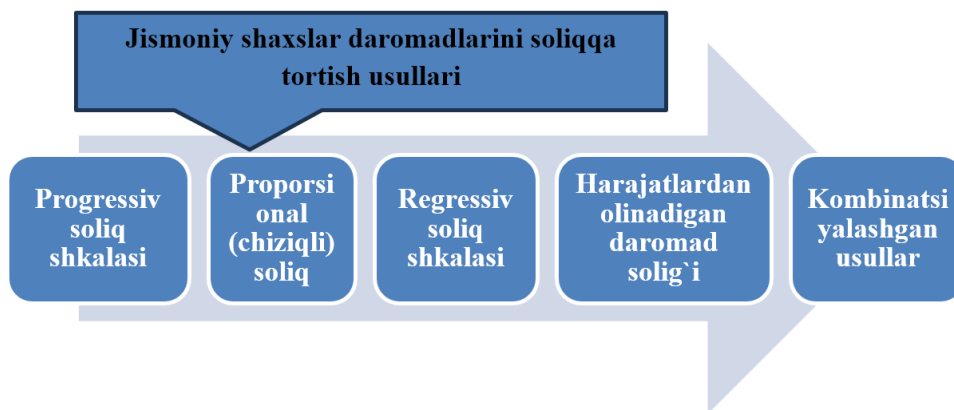 Jismoniy shaxslar daromadlarini soliqqa
tortish usullari
Progressiv
soliq
shkalasi
Proporsi
onal
(chiziqli)
soliq
Regressiv
soliq
shkalasi
Harajatlardan
olinadigan
daromad
solig`i
Kombinatsi
yalashgan
usullar